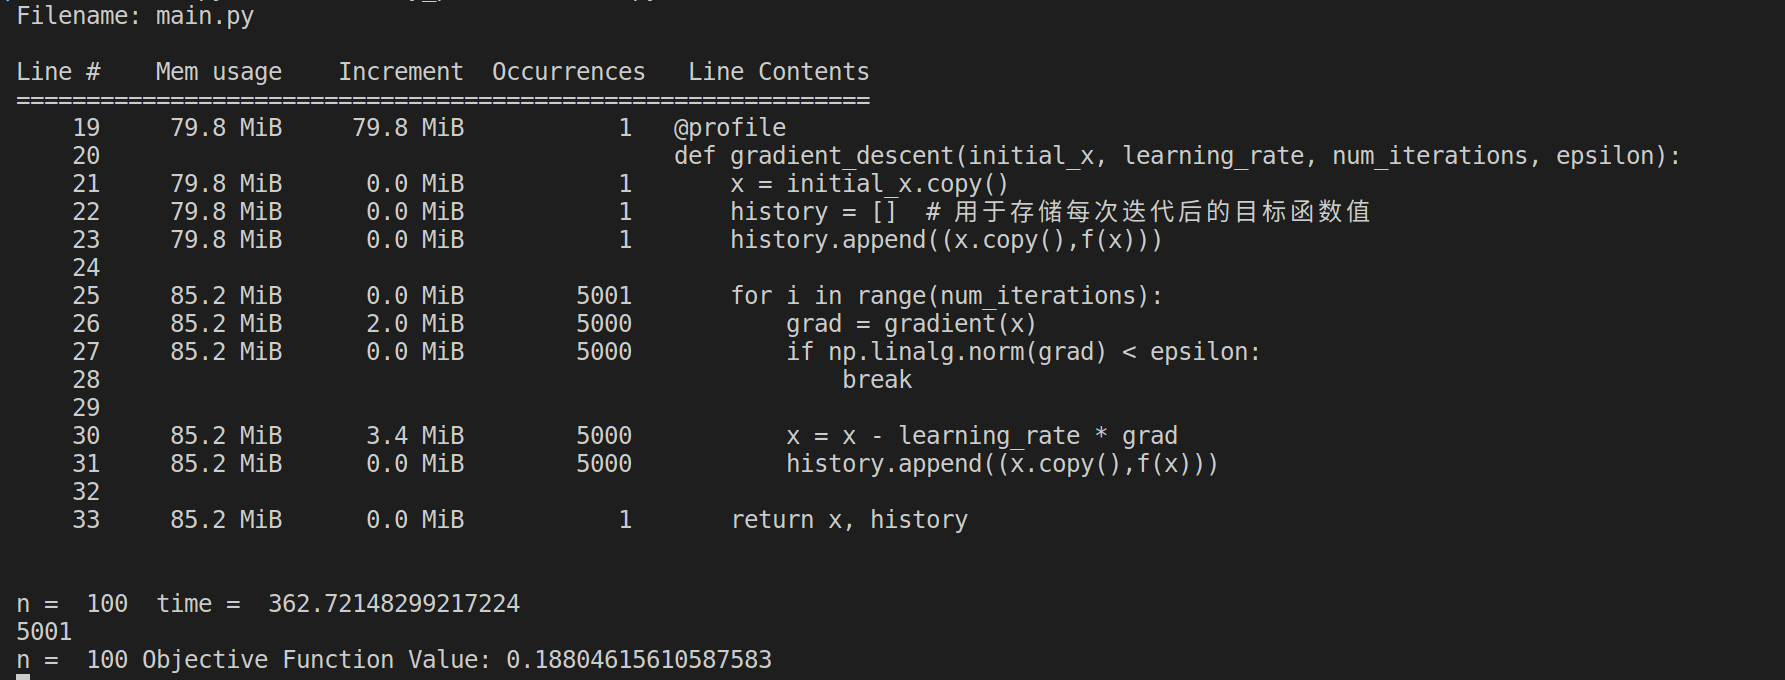 Filename: main.py
Line #    Mem usage    Increment  Occurrences   Line Contents
=============================================================
    19     79.8 MiB     79.8 MiB           1   @profile
    20                                         def gradient_descent(initial_x, learning_rate, num_iterations, epsilon):
    21     79.8 MiB      0.0 MiB           1       x = initial_x.copy()
    22     79.8 MiB      0.0 MiB           1       history = []  # 用于存储每次迭代后的目标函数值
    23     79.8 MiB      0.0 MiB           1       history.append((x.copy(),f(x)))
    24
    25     85.2 MiB      0.0 MiB        5001       for i in range(num_iterations):
    26     85.2 MiB      2.0 MiB        5000           grad = gradient(x)
    27     85.2 MiB      0.0 MiB        5000           if np.linalg.norm(grad) < epsilon:
    28                                                     break
    29
    30     85.2 MiB      3.4 MiB        5000           x = x - learning_rate * grad
    31     85.2 MiB      0.0 MiB        5000           history.append((x.copy(),f(x)))
    32
    33     85.2 MiB      0.0 MiB           1       return x, history
n =  100  time =  362.72148299217224
5001
n =  100 Objective Function Value: 0.18804615610587583